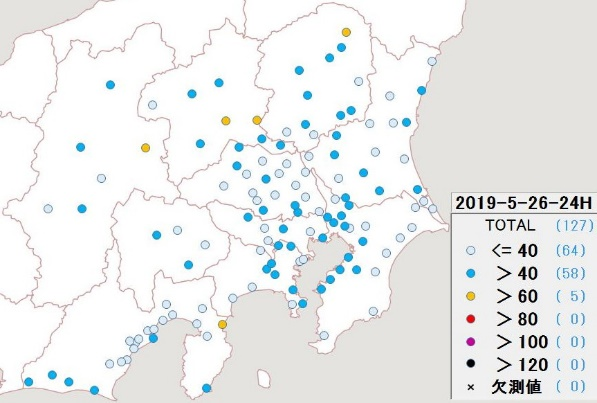 2019-5-26-24H
TOTAL (127)
<= 40 (64)
＞ 40 (58)
＞ 60 ( 5)
＞ 80 ( 0)
＞ 100 ( 0)
＞ 120 ( 0)
× 欠測値 ( 0)